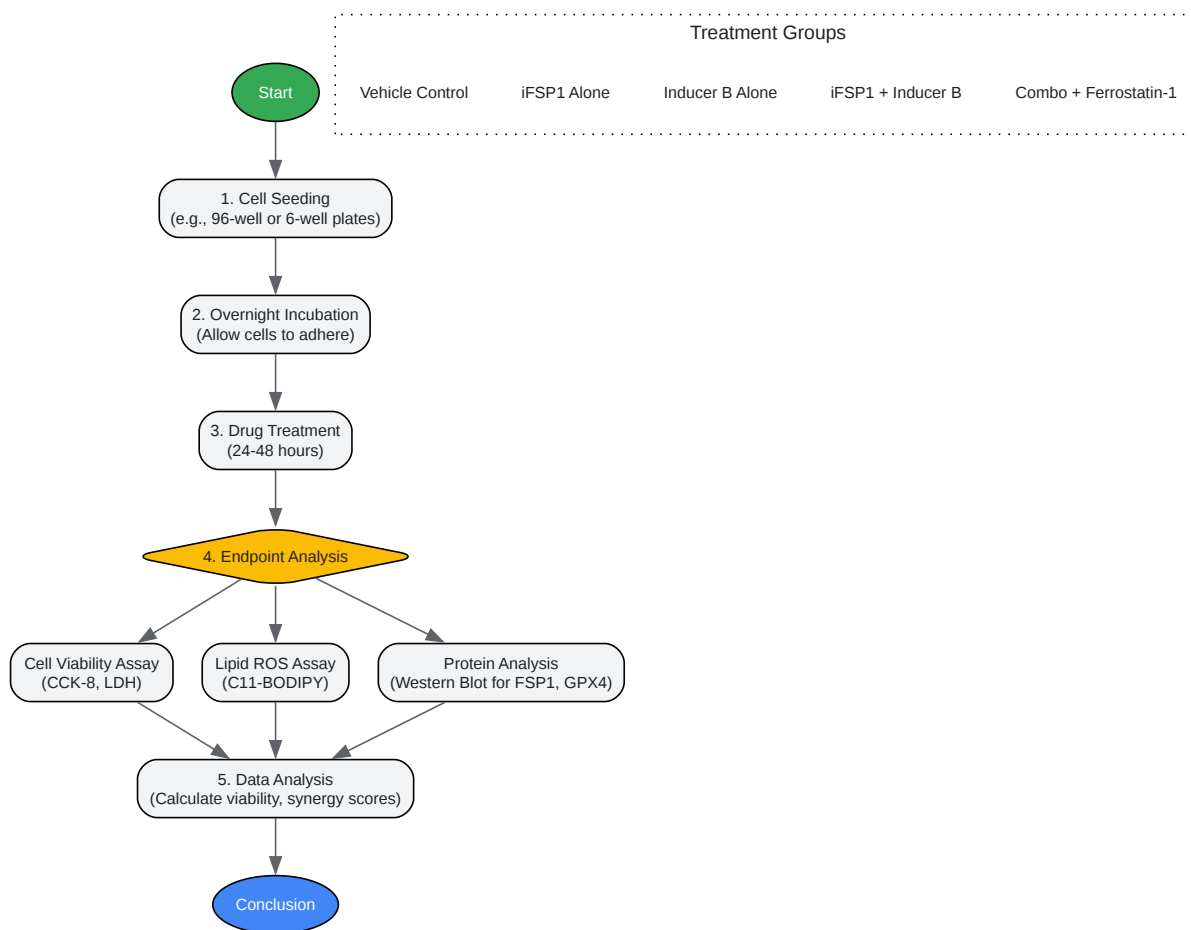 Treatment Groups
Start
Vehicle Control
iFSP1 Alone
Inducer B Alone
iFSP1 + Inducer B
Combo + Ferrostatin-1
1. Cell Seeding
(e.g., 96-well or 6-well plates)
2. Overnight Incubation
(Allow cells to adhere)
3. Drug Treatment
(24-48 hours)
4. Endpoint Analysis
Cell Viability Assay
(CCK-8, LDH)
Lipid ROS Assay
(C11-BODIPY)
Protein Analysis
(Western Blot for FSP1, GPX4)
5. Data Analysis
(Calculate viability, synergy scores)
Conclusion